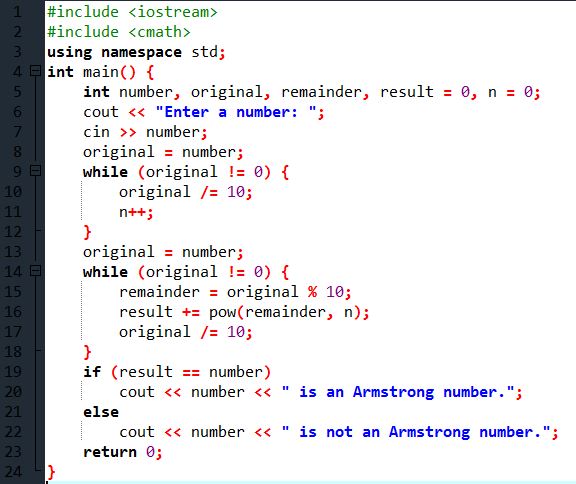 1 #include <iostream>
2 #include <cmath>
3 using namespace std;
4 int main() {
5     int number, original, remainder, result = 0, n = 0;
6     cout << "Enter a number: ";
7     cin >> number;
8     original = number;
9     while (original != 0) {
10         original /= 10;
11         n++;
12     }
13     original = number;
14     while (original != 0) {
15         remainder = original % 10;
16         result += pow(remainder, n);
17         original /= 10;
18     }
19     if (result == number)
20         cout << number << " is an Armstrong number.";
21     else
22         cout << number << " is not an Armstrong number.";
23     return 0;
24 }